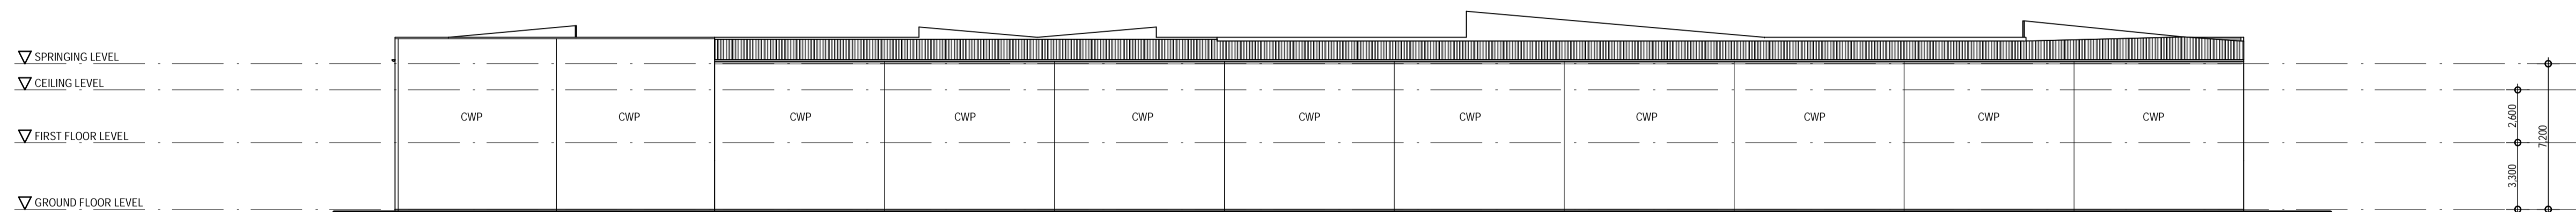 SPRINGING LEVEL
CEILING LEVEL
CWP CWP CWP CWP CWP CWP CWP CWP CWP CWP CWP
2,600
7,200
FIRST FLOOR LEVEL
3,300
GROUND FLOOR LEVEL